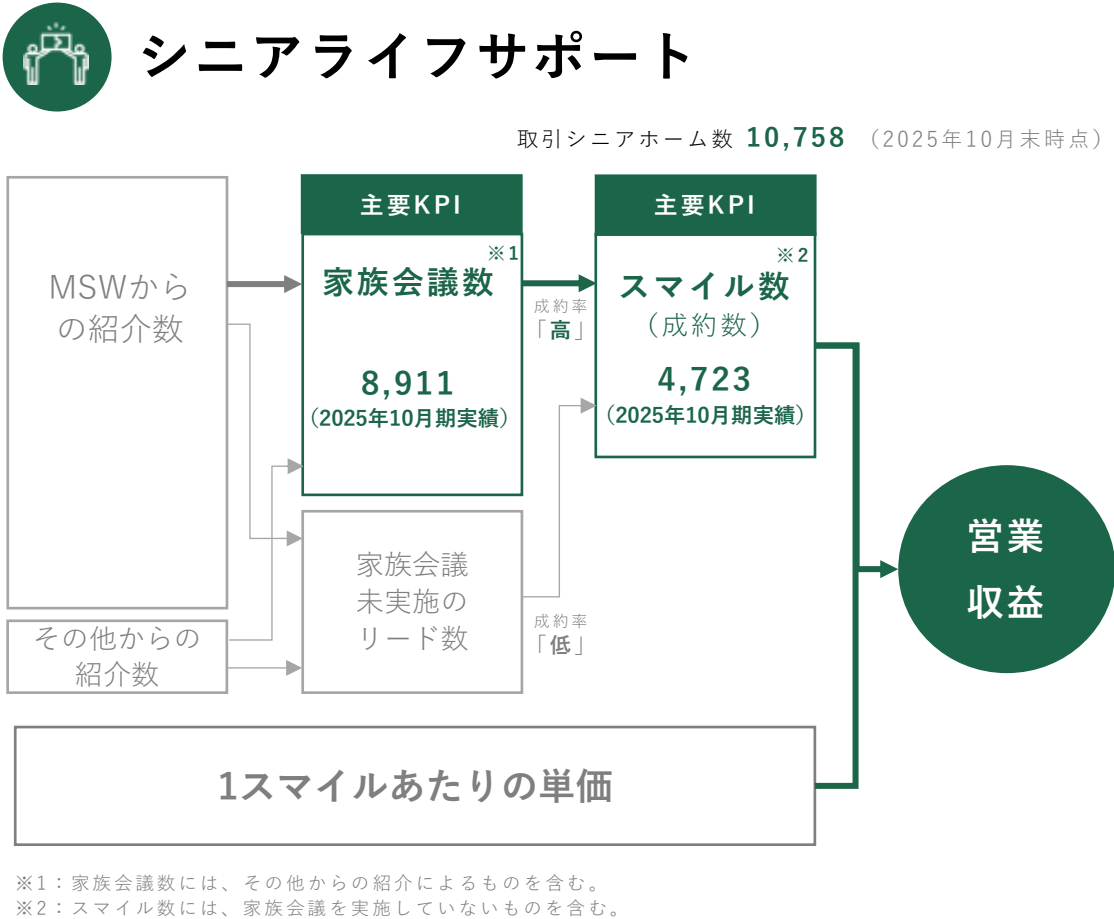 シニアライフサポート
取引シニアホーム数 10,758 （2025年10月末時点）
MSWから
の紹介数
その他からの
紹介数
主要KPI
※1
家族会議数
8,911
（2025年10月期実績）
家族会議
未実施の
リード数
成約率
「高」
成約率
「低」
主要KPI
※2
スマイル数
（成約数）
4,723
（2025年10月期実績）
営業
収益
1スマイルあたりの単価
※1：家族会議数には、その他からの紹介によるものを含む。
※2：スマイル数には、家族会議を実施していないものを含む。